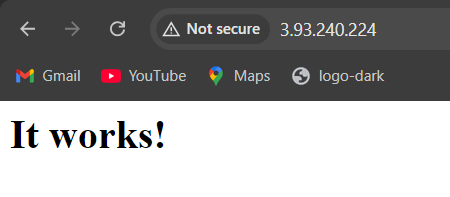 Not secure 3.93.240.224
Gmail YouTube Maps logo-dark
It works!